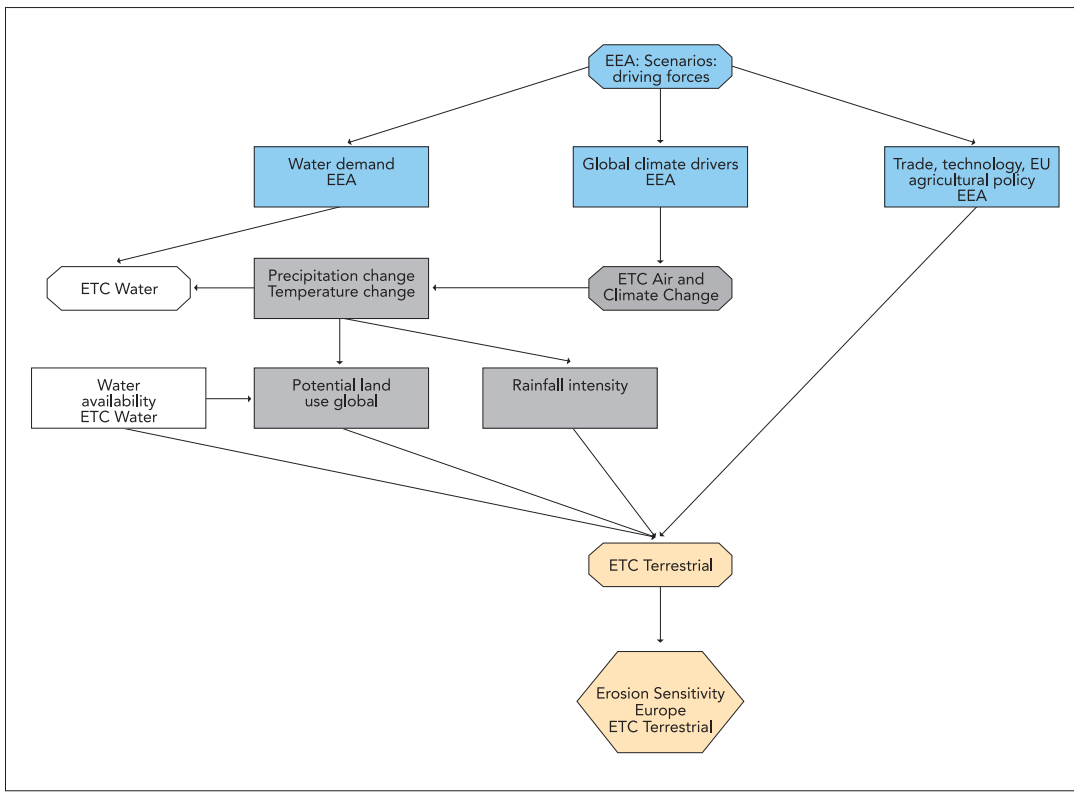 EEA: Scenarios:
driving forces
Water demand
EEA
Global climate drivers
EEA
Trade, technology, EU
agricultural policy
EEA
ETC Water
Precipitation change
Temperature change
ETC Air and
Climate Change
Water
availability
ETC Water
Potential land
use global
Rainfall intensity
ETC Terrestrial
Erosion Sensitivity
Europe
ETC Terrestrial